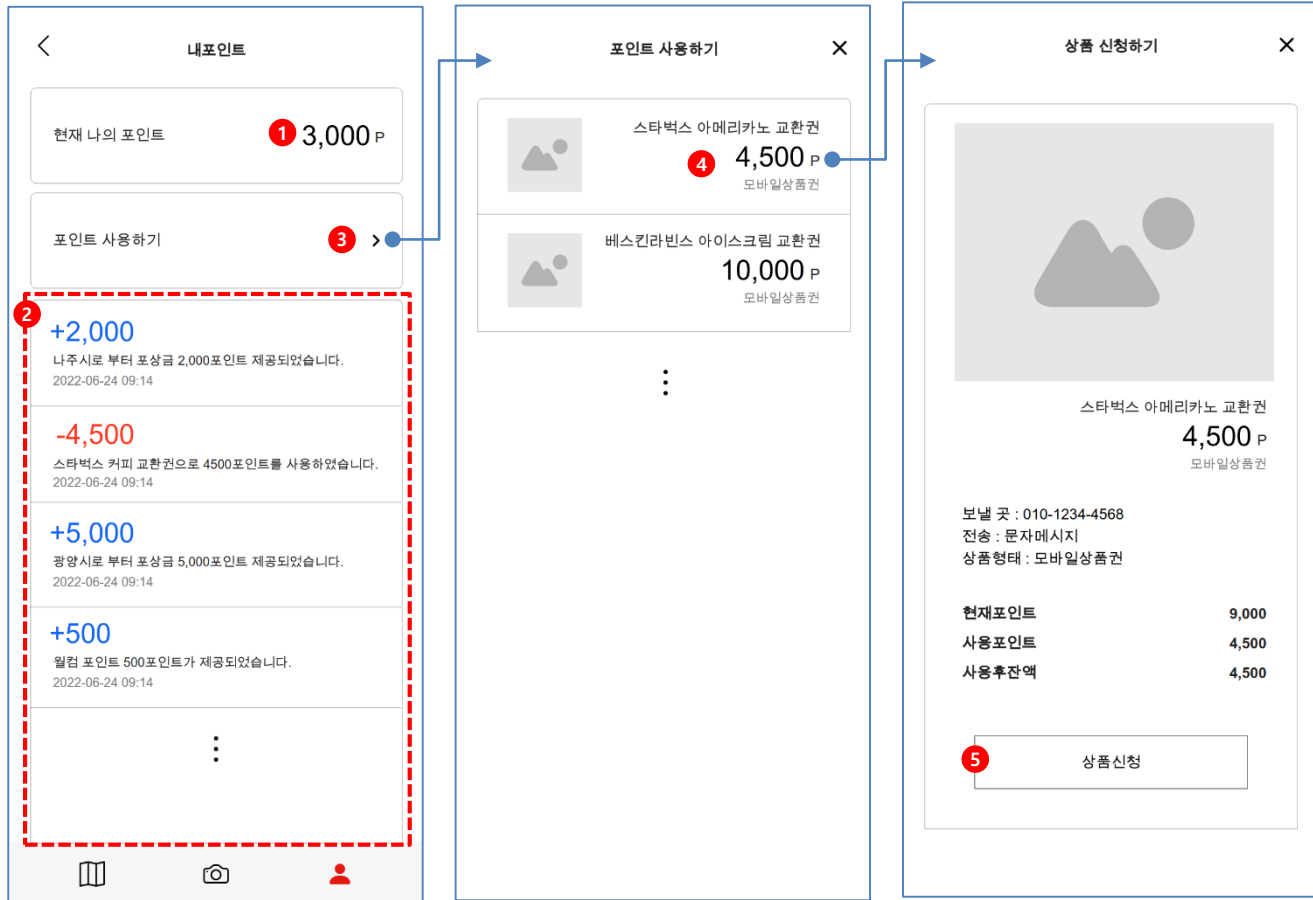 내포인트
현재 나의 포인트
1
3,000 P
포인트 사용하기
3
2
+2,000
나주시로 부터 포상금 2,000포인트 제공되었습니다.
2022-06-24 09:14
-4,500
스타벅스 커피 교환권으로 4500포인트를 사용하였습니다.
2022-06-24 09:14
+5,000
광양시로 부터 포상금 5,000포인트 제공되었습니다.
2022-06-24 09:14
+500
월컴 포인트 500포인트가 제공되었습니다.
2022-06-24 09:14
포인트 사용하기
스타벅스 아메리카노 교환권
4
4,500 P
모바일상품권
베스킨라빈스 아이스크림 교환권
10,000 P
모바일상품권
상품 신청하기
스타벅스 아메리카노 교환권
4,500 P
모바일상품권
보낼 곳 : 010-1234-4568
전송 : 문자메시지
상품형태 : 모바일상품권
현재포인트 9,000
사용포인트 4,500
사용후잔액 4,500
5
상품신청